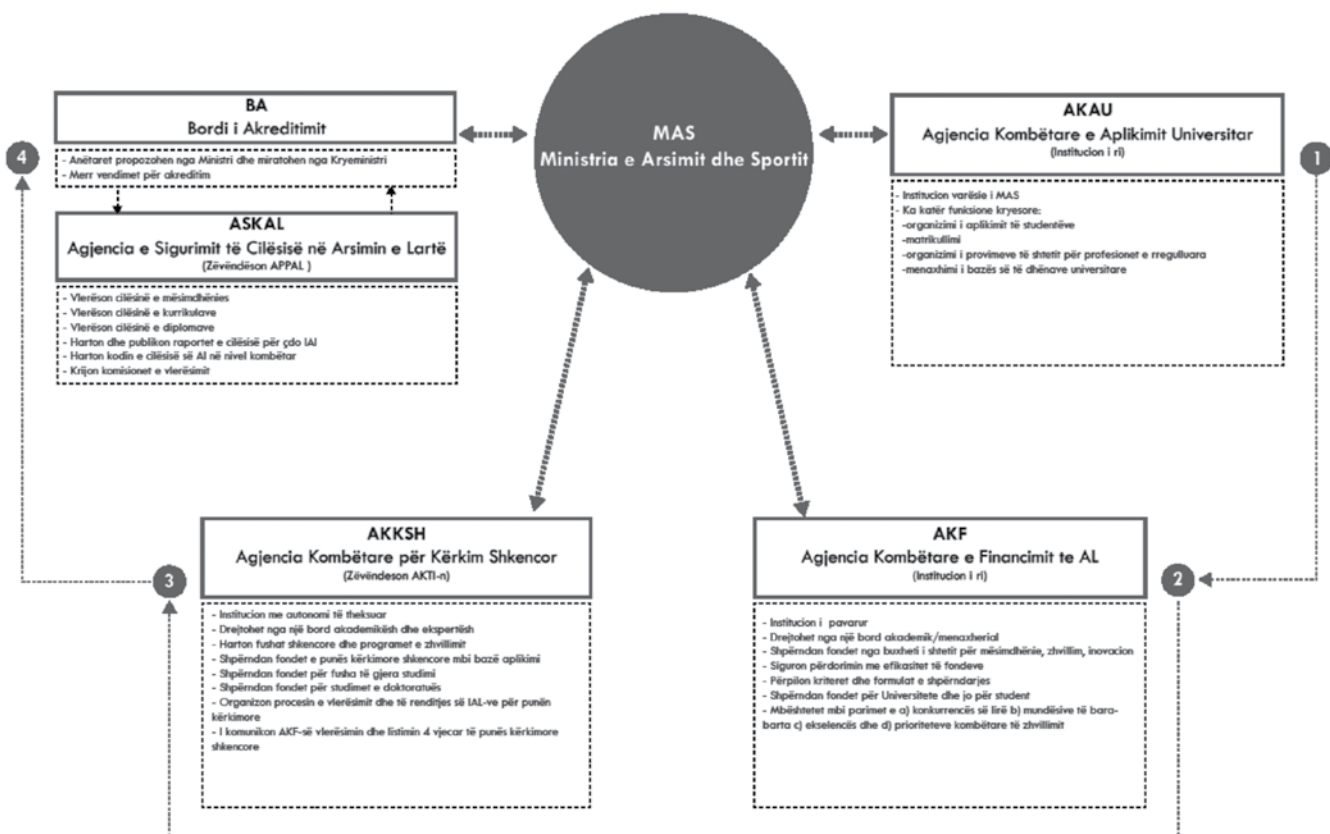 MAS
Ministria e Arsimit dhe Sportit
BA
Bordi i Akreditimit
- Anëtaret propozohen nga Ministri dhe miratohen nga Kryeministri
- Merr vendimet për akreditim
4
ASKAL
Agjencia e Sigurimit të Cilësisë në Arsimin e Lartë
(Zëvëndëson APPAL )
- Vlerëson cilësinë e mësimdhënies
- Vlerëson cilësinë e kurrikulave
- Vlerëson cilësinë e diplomave
- Harton dhe publikon raportet e cilësisë për çdo IAL
- Harton kodin e cilësisë së AL në nivel kombëtar
- Krijon komisionet e vlerësimit
AKAU
Agjencia Kombëtare e Aplikimit Universitar
(Institucion i ri)
1
- Institucion varësie i MAS
- Ka katër funksione kryesore:
-organizimi i aplikimit të studentëve
-matrikullimi
-organizimi i provimeve të shtetit për profesionet e rregulluara
-menaxhimi i bazës së të dhënave universitare
AKKSH
Agjencia Kombëtare për Kërkim Shkencor
(Zëvëndeson AKTI-n)
3
- Institucion me autonomi të theksuar
- Drejtohet nga një bord akademikësh dhe ekspertësh
- Harton fushat shkencore dhe programet e zhvillimit
- Shpërndan fondet e punës kërkimore shkencore mbi bazë aplikimi
- Shpërndan fondet për fusha të gjera studimi
- Shpërndan fondet për studimet e doktoratuës
- Organizon procesin e vlerësimit dhe të renditjes së IAL-ve për punën
kërkimore
- I komunikon AKF-së vlerësimin dhe listimin 4 vjecar të punës kërkimore
shkencore
AKF
Agjencia Kombëtare e Financimit te AL
(Institucion i ri)
2
- Institucion i pavarur
- Drejtohet nga një bord akademik/menaxherial
- Shpërndan fondet nga buxheti i shtetit për mësimdhënie, zhvillim, inovacion
- Siguron përdorimin me efikasitet të fondeve
- Përpilon kriteret dhe formulat e shpërndarjes
- Shpërndan fondet për Universitete dhe jo për student
- Mbështetet mbi parimet e a) konkurrencës së lirë b) mundësive të bara-
barta c) ekselencës dhe d) prioriteteve kombëtare të zhvillimit